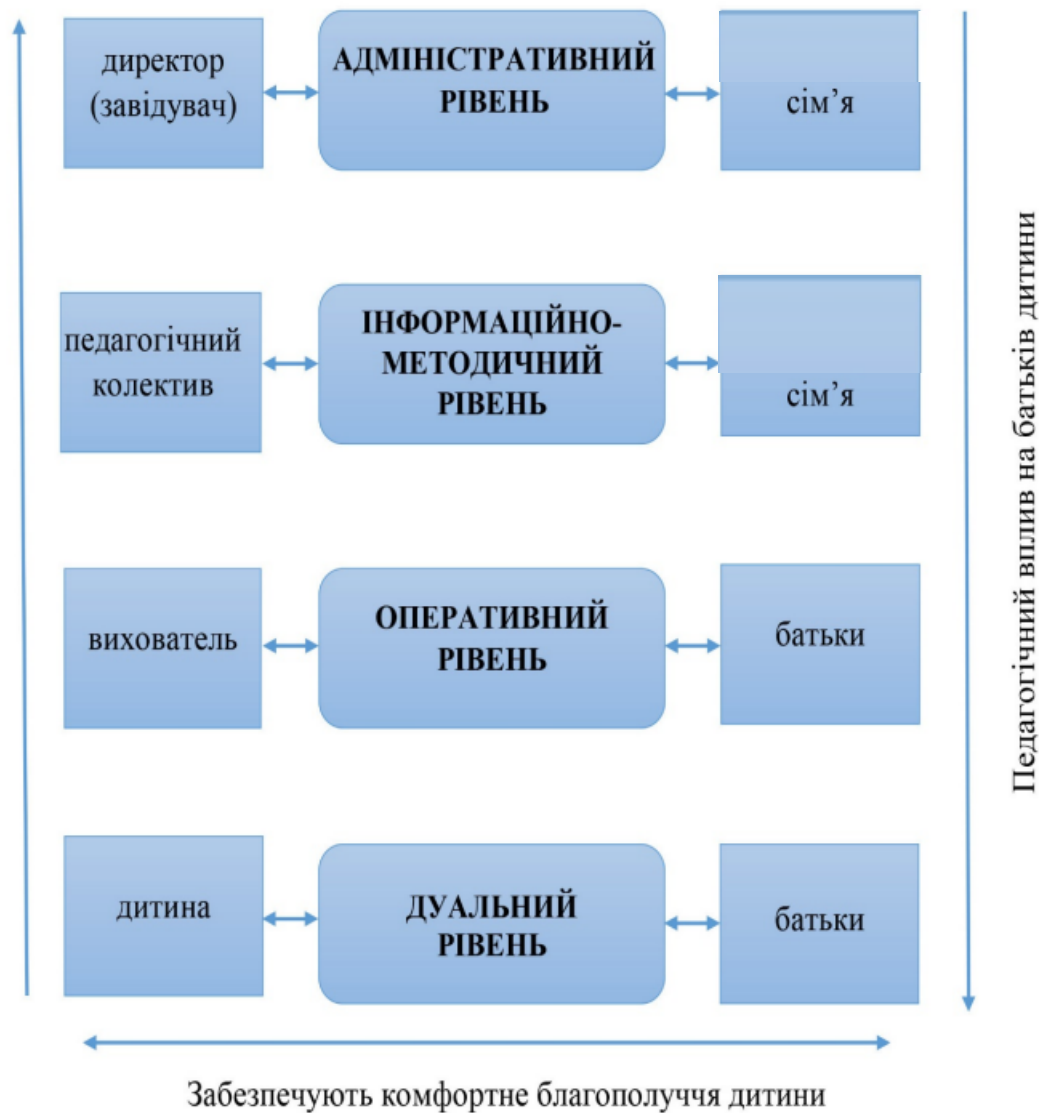 директор
(завідувач)
АДМІНІСТРАТИВНИЙ
РІВЕНЬ
сім’я
педагогічний
колектив
ІНФОРМАЦІЙНО-
МЕТОДИЧНИЙ
РІВЕНЬ
сім’я
вихователь
ОПЕРАТИВНИЙ
РІВЕНЬ
батьки
дитина
ДУАЛЬНИЙ
РІВЕНЬ
батьки
Педагогічний вплив на батьків дитини
Забезпечують комфортне благополуччя дитини